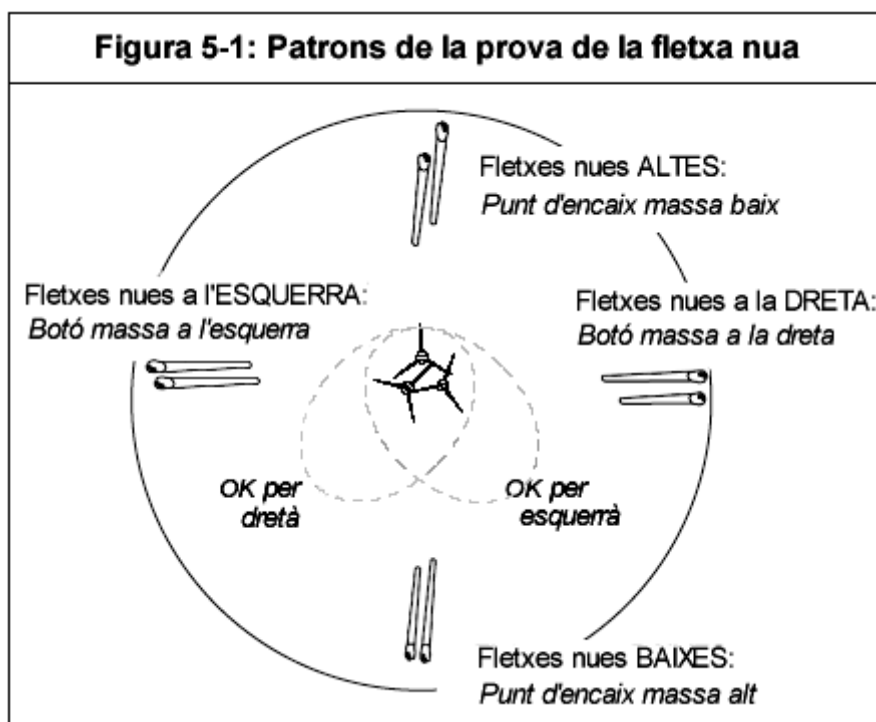 Figura 5-1: Patrons de la prova de la fletxa nua
Fletxes nues ALTES:
Punt d'encaix massa baix
Fletxes nues a l'ESQUERRA:
Botó massa a l'esquerra
Fletxes nues a la DRETA:
Botó massa a la dreta
OK per
dretà
OK per
esquerrà
Fletxes nues BAIXES:
Punt d'encaix massa alt